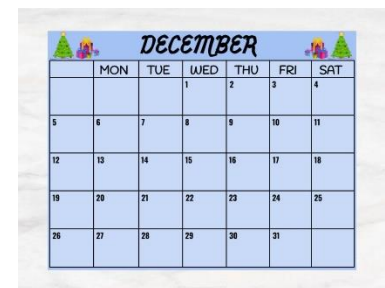 DECEMBER
MON TUE WED THU FRI SAT
1 2 3 4
5 6 7 8 9 10 11
12 13 14 15 16 17 18
19 20 21 22 23 24 25
26 27 28 29 30 31